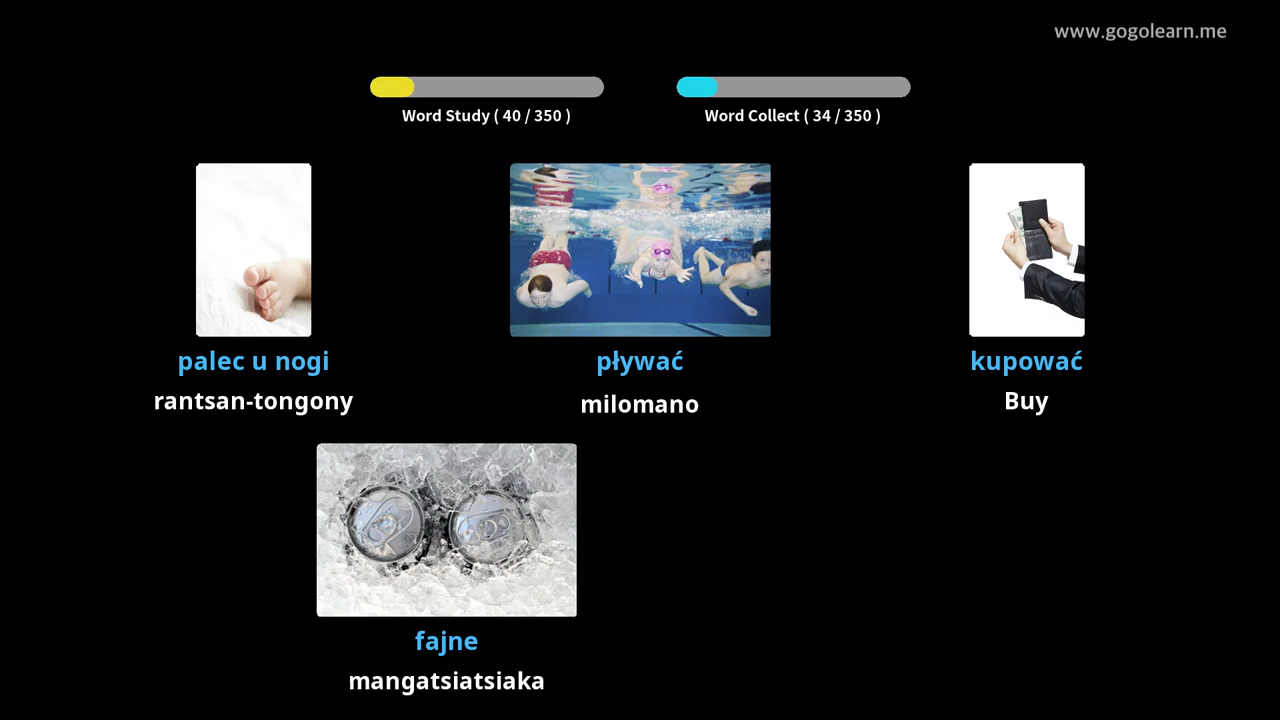 www.gogolearn.me
Word Study ( 40 / 350 )
Word Collect ( 34 / 350 )
palec u nogi
pływać
kupować
rantsan-tongony
milomano
Buy
fajne
mangatsiatsiaka